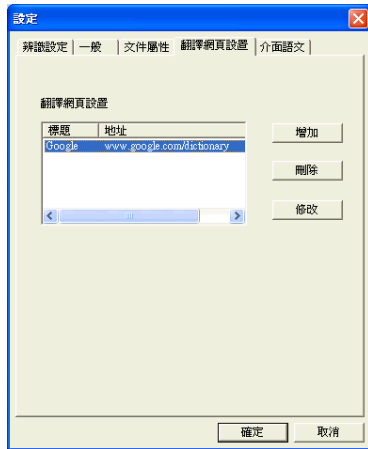 設定
辨識設定 一般 文件屬性 翻譯網頁設置 介面語文
翻譯網頁設置
標題 地址
Google www.google.com/dictionary
增加
刪除
修改
確定 取消